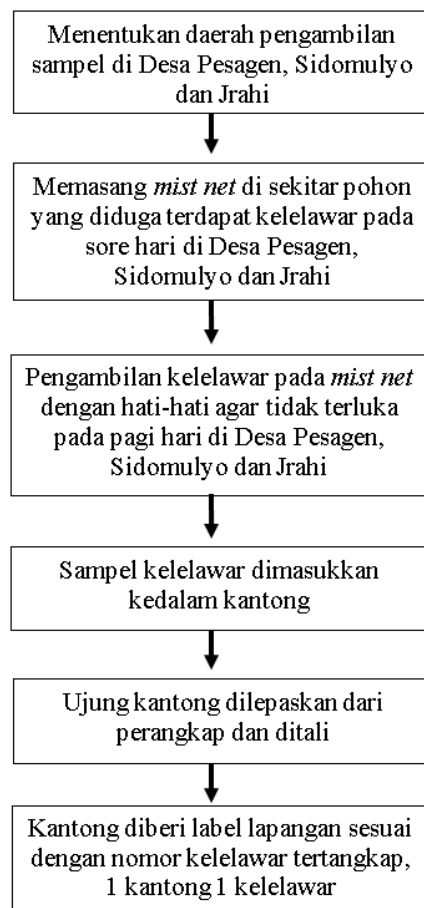 Menentukan daerah pengambilan
sampel di Desa Pesagen, Sidomulyo
dan Jrahi
Memasang mist net di sekitar pohon
yang diduga terdapat kelelawar pada
sore hari di Desa Pesagen,
Sidomulyo dan Jrahi
Pengambilan kelelawar pada mist net
dengan hati-hati agar tidak terluka
pada pagi hari di Desa Pesagen,
Sidomulyo dan Jrahi
Sampel kelelawar dimasukkan
kedalam kantong
Ujung kantong dilepaskan dari
perangkap dan ditali
Kantong diberi label lapangan sesuai
dengan nomor kelelawar tertangkap,
1 kantong 1 kelelawar